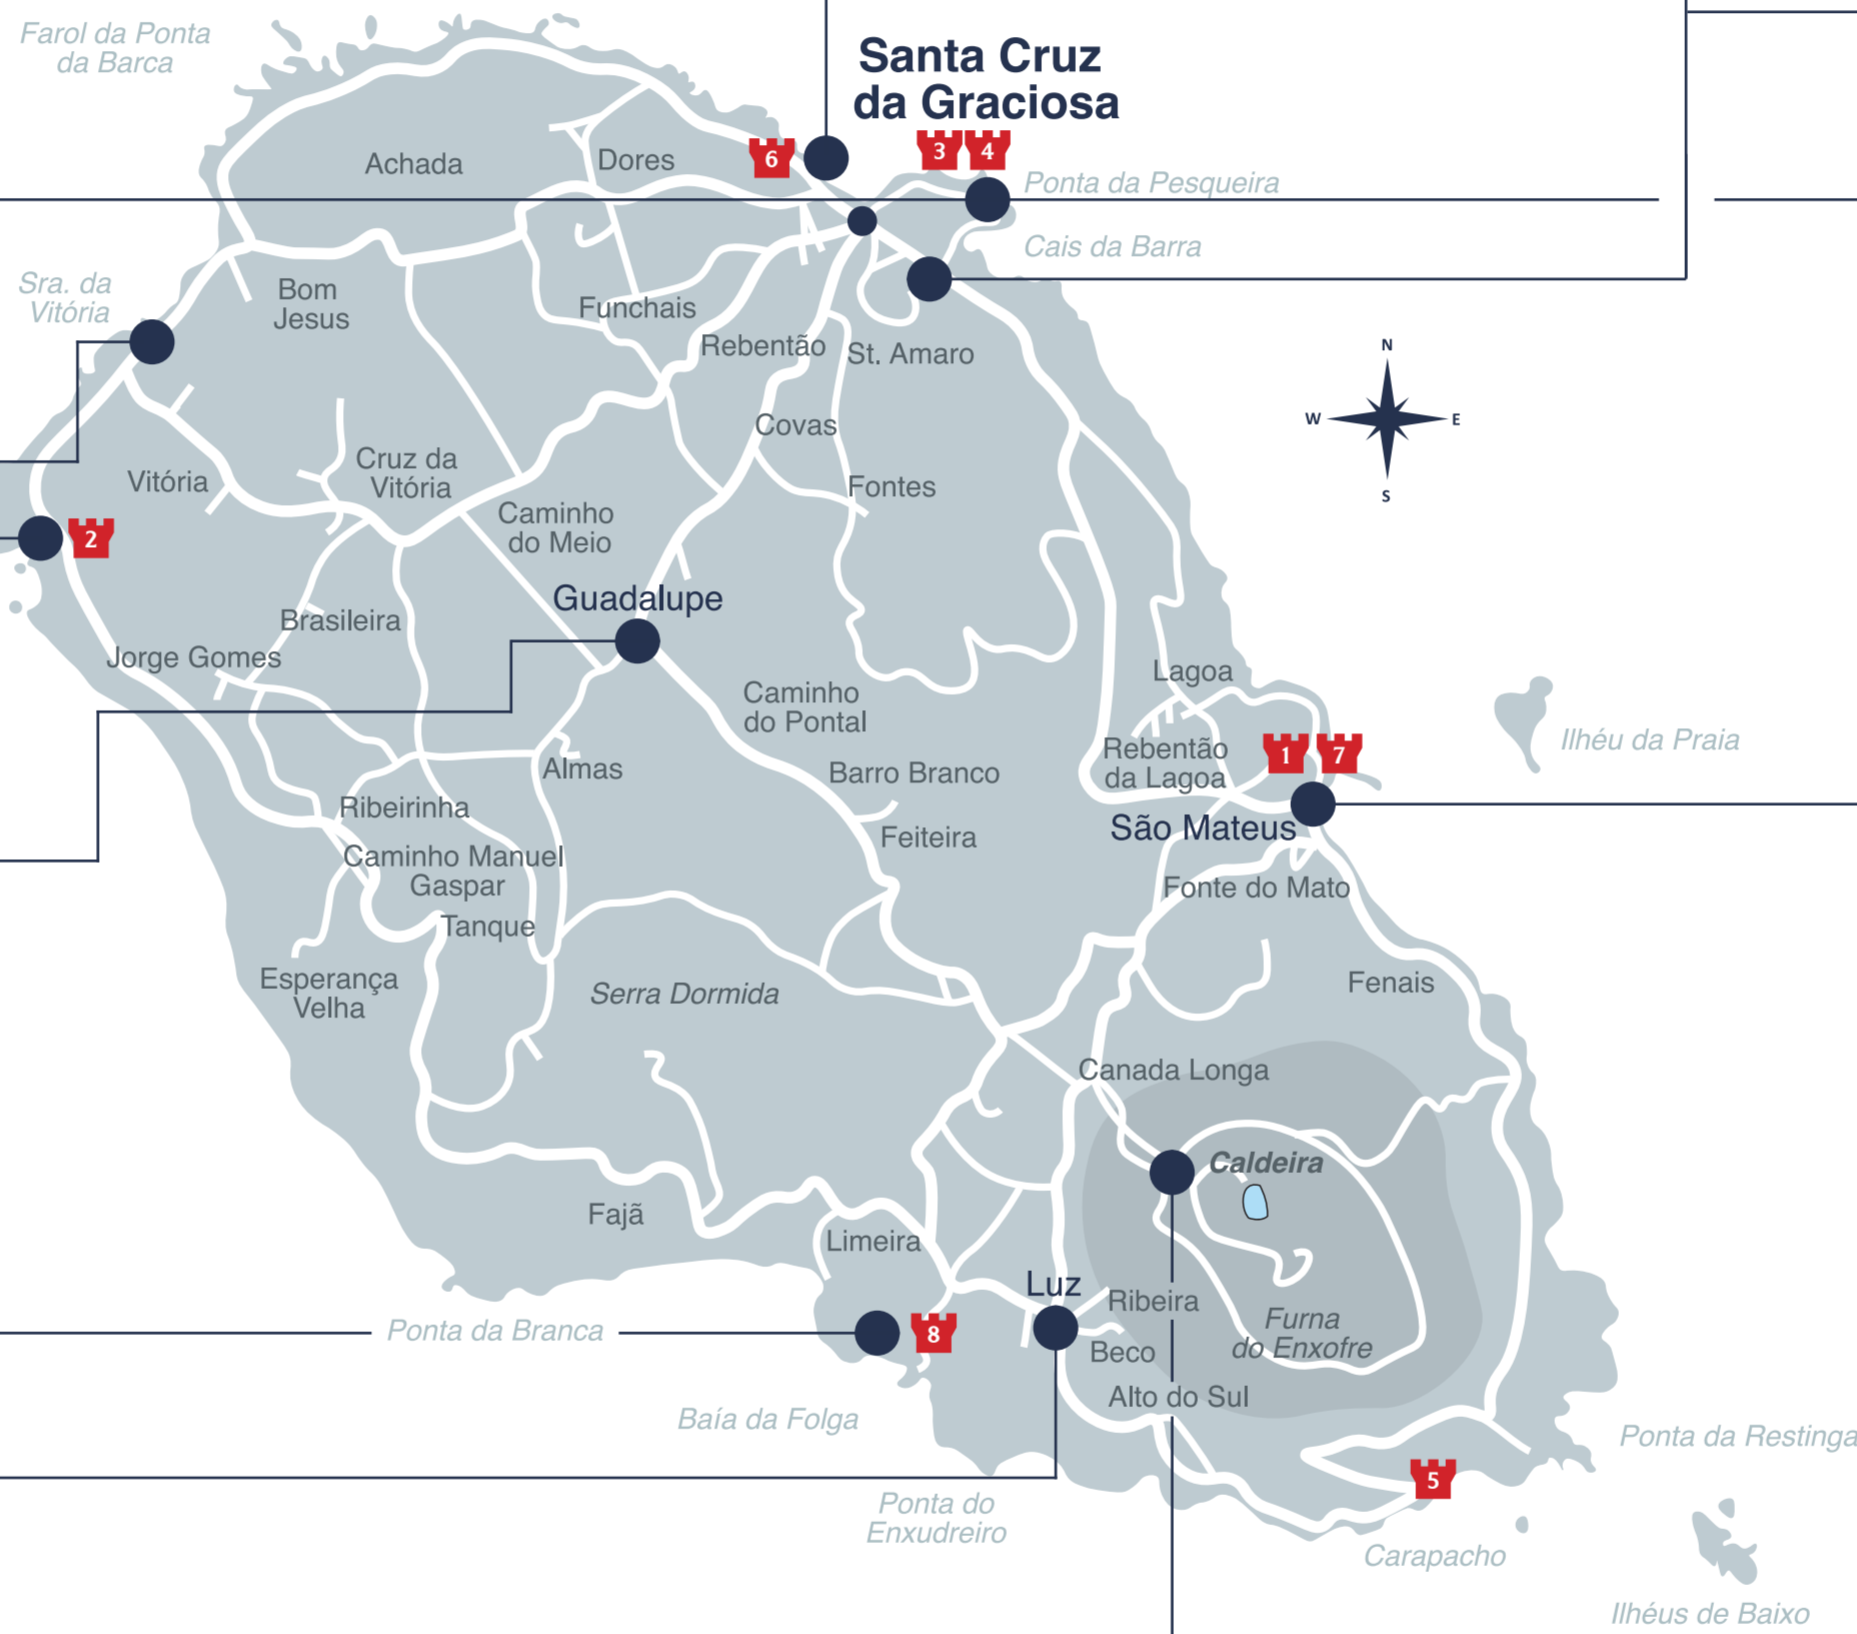 Farol da Ponta
da Barca
Santa Cruz
da Graciosa
6
3
4
Achada
Dores
Ponta da Pesqueira
Cais da Barra
Sra. da
Vitória
Bom
Jesus
Funchais
Rebentão
St. Amaro
N
W
E
S
Covas
Cruz da
Vitória
Vitória
Fontes
Caminho
do Meio
2
Guadalupe
Brasileira
Jorge Gomes
Lagoa
Caminho
do Pontal
Ilhéu da Praia
Rebentão
da Lagoa
1
7
Almas
Barro Branco
Ribeirinha
São Mateus
Feiteira
Caminho Manuel
Gaspar
Fonte do Mato
Tanque
Esperança
Velha
Serra Dormida
Fenais
Canada Longa
Caldeira
Fajã
Limeira
Luz
Ribeira
Furna
do Enxofre
Ponta da Branca
8
Beco
Alto do Sul
Baía da Folga
Ponta da Restinga
5
Ponta do
Enxudreiro
Carapacho
Ilhéus de Baixo